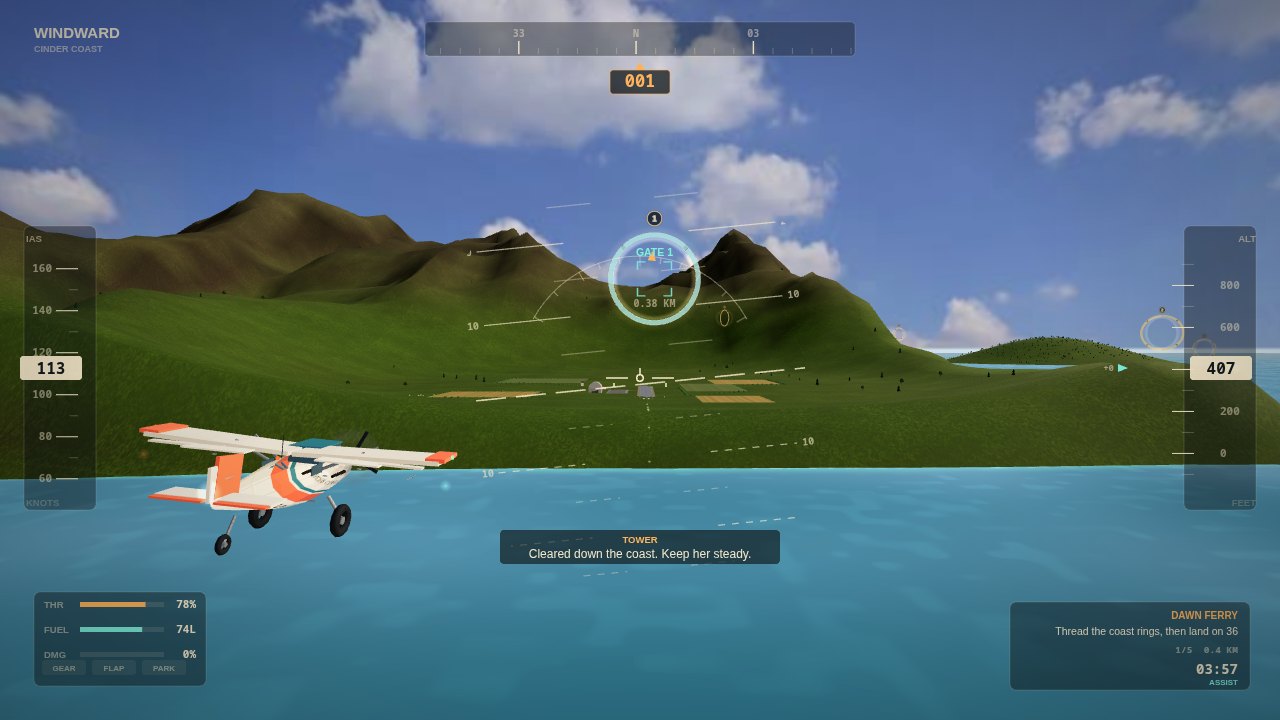 WINDWARD
CINDER COAST
33 N 03
001
1
GATE 1
0.38 KM
10
10
10
10
IAS
160
140
120
113
100
80
60
KNOTS
ALT
800
600
407
+0
200
0
FEET
TOWER
Cleared down the coast. Keep her steady.
THR 78%
FUEL 74L
DMG 0%
GEAR FLAP PARK
DAWN FERRY
Thread the coast rings, then land on 36
1/5 0.4 KM
03:57
ASSIST